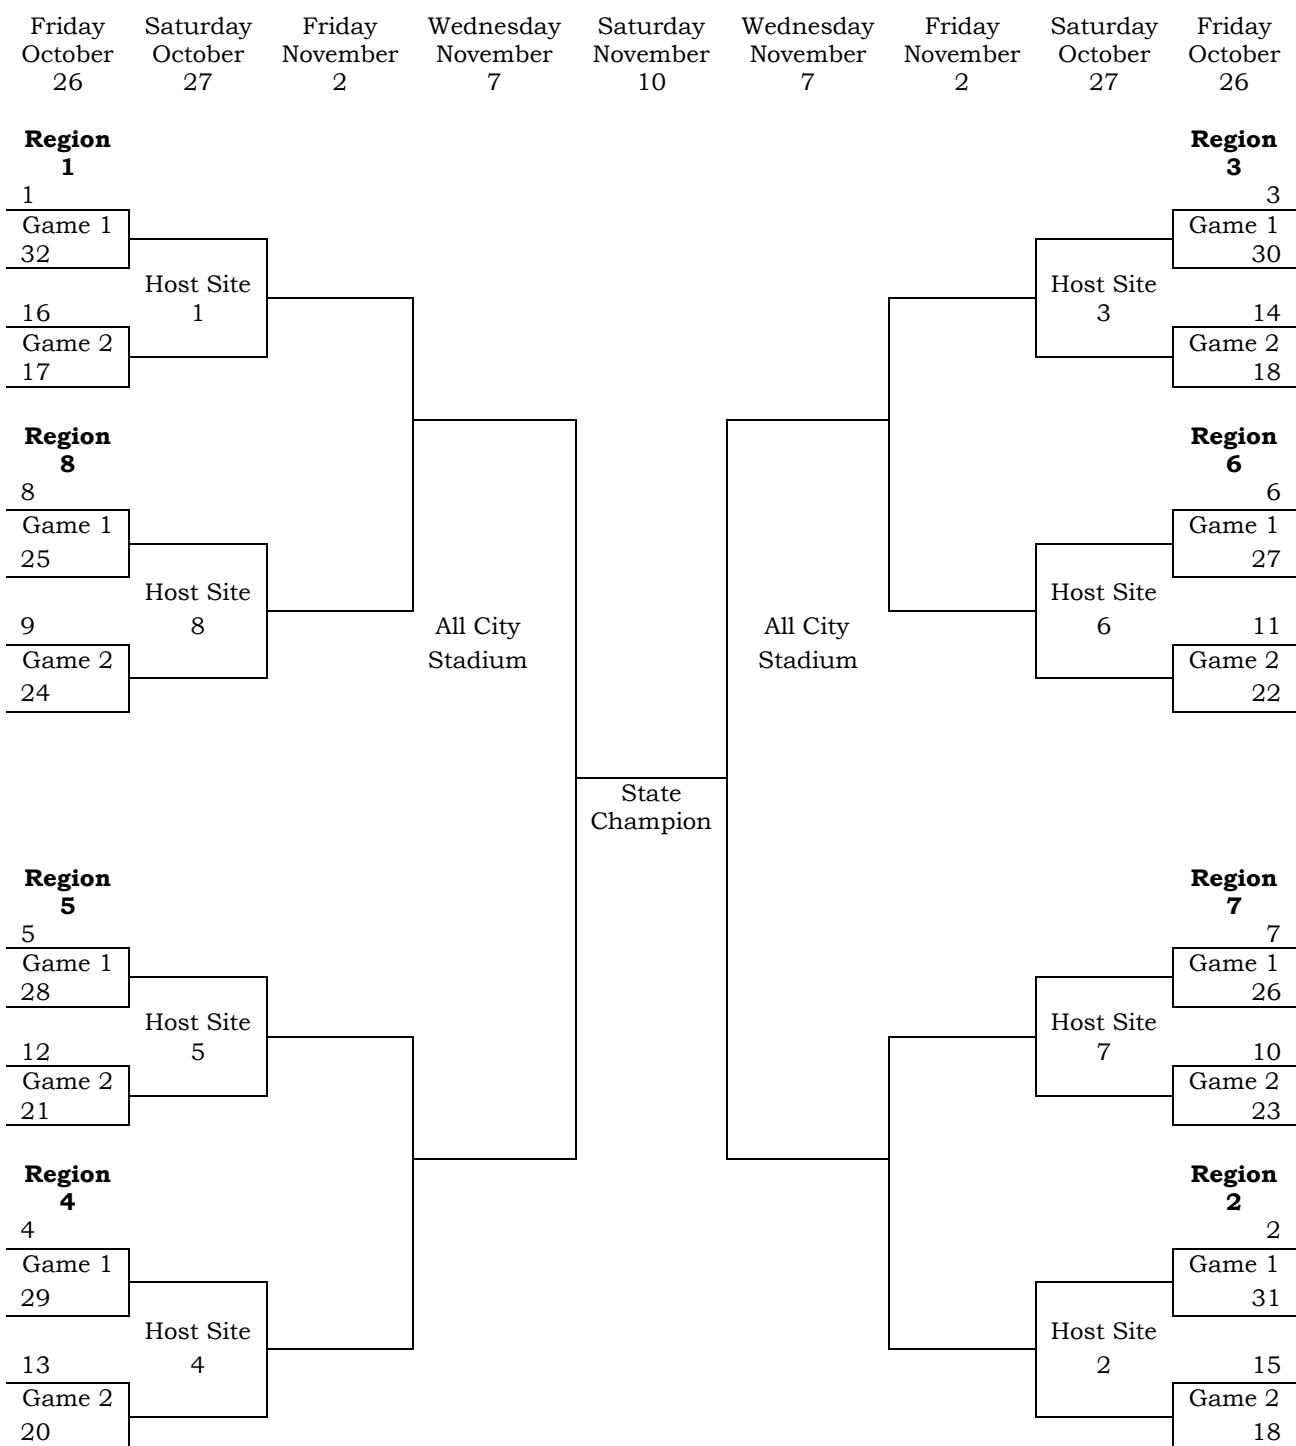 Friday Saturday Friday Wednesday Saturday Wednesday Friday Saturday Friday
October October November November November November November October October
26 27 2 7 10 7 2 27 26
Region Region
1 3
1 3
Game 1 Game 1
32 30
Host Site Host Site
16 1 3 14
Game 2 Game 2
17 18
Region Region
8 6
8 6
Game 1 Game 1
25 27
Host Site Host Site
9 8 All City All City 6 11
Game 2 Stadium Stadium Game 2
24 22
State
Champion
Region Region
5 7
5 7
Game 1 Game 1
28 26
Host Site Host Site
12 5 7 10
Game 2 Game 2
21 23
Region Region
4 2
4 2
Game 1 Game 1
29 31
Host Site Host Site
13 4 2 15
Game 2 Game 2
20 18